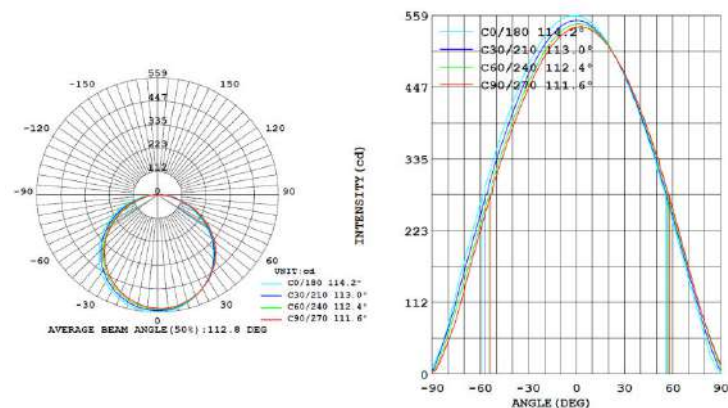 559
-150 150
447
335
-120 120
223
112
-90 0 90
-60 60
-30 30
0
UNIT:cd
C0/180 114.2°
C30/210 113.0°
C60/240 112.4°
C90/270 111.6°
AVERAGE BEAM ANGLE(50%):112.8 DEG
INTENSITY(cd)
559
447
335
223
112
0
C0/180 114.2°
C30/210 113.0°
C60/240 112.4°
C90/270 111.6°
-90 -60 -30 0 30 60 90
ANGLE(DEG)